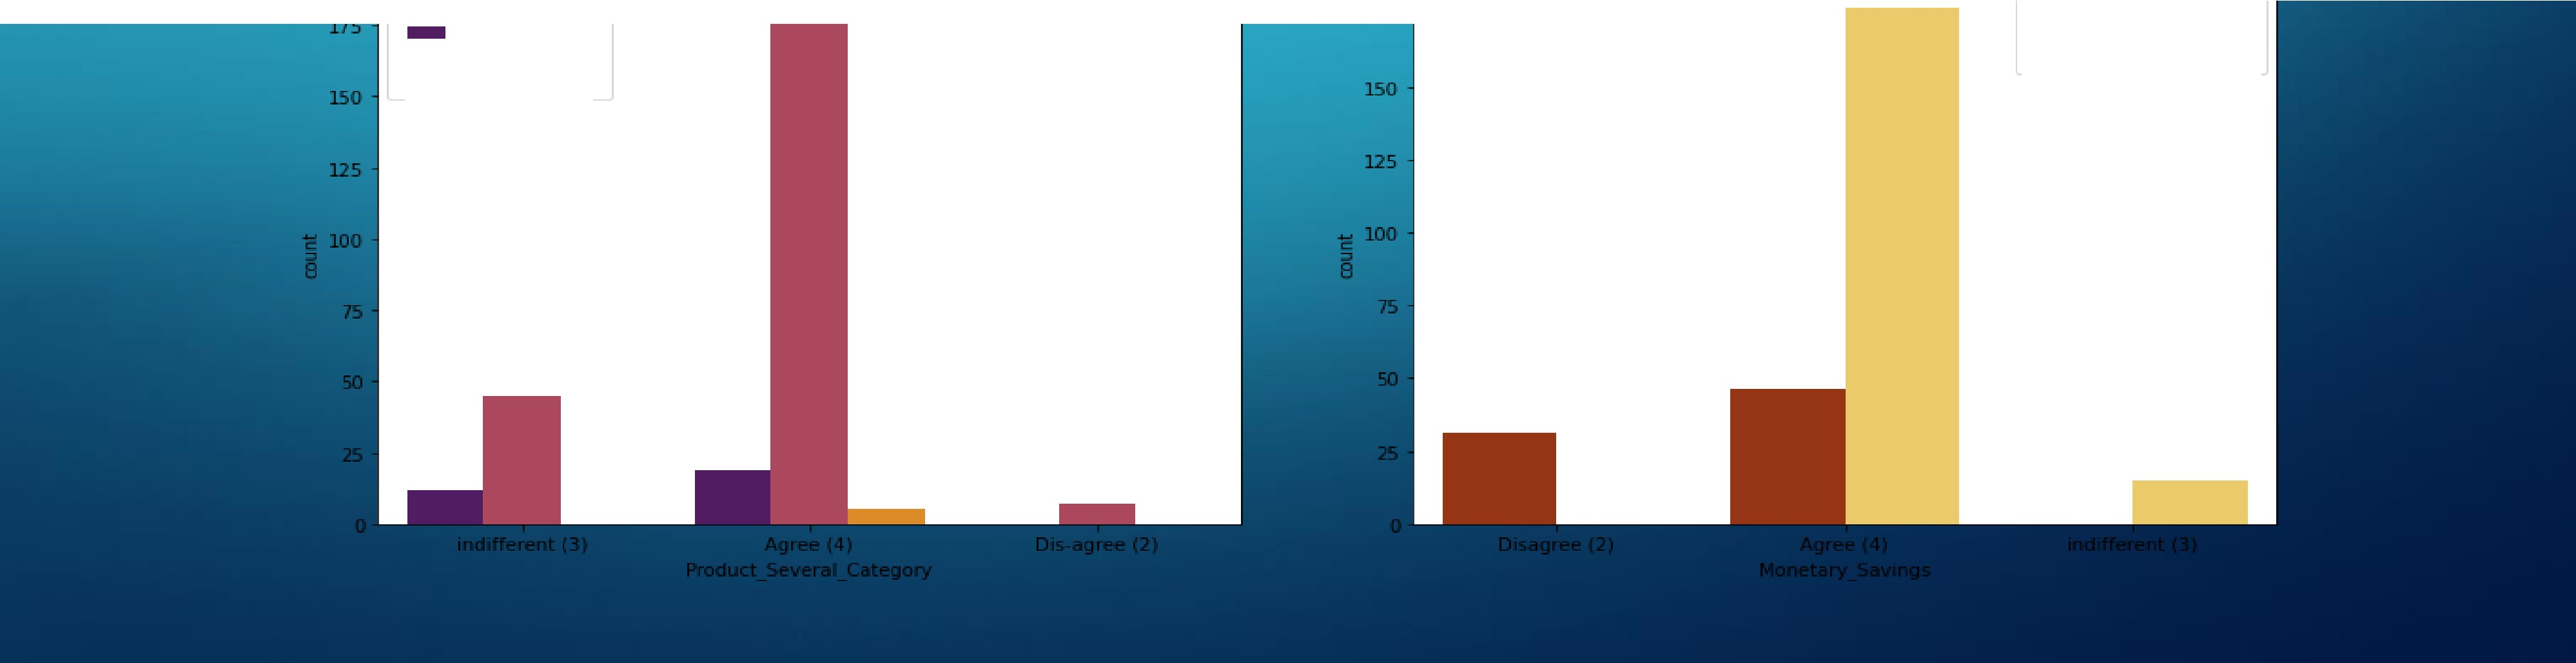 175
150
125
100
75
50
25
0
count
indifferent (3) Agree (4) Dis-agree (2)
Product_Several_Category
150
125
100
75
50
25
0
count
Disagree (2) Agree (4) indifferent (3)
Monetary_Savings